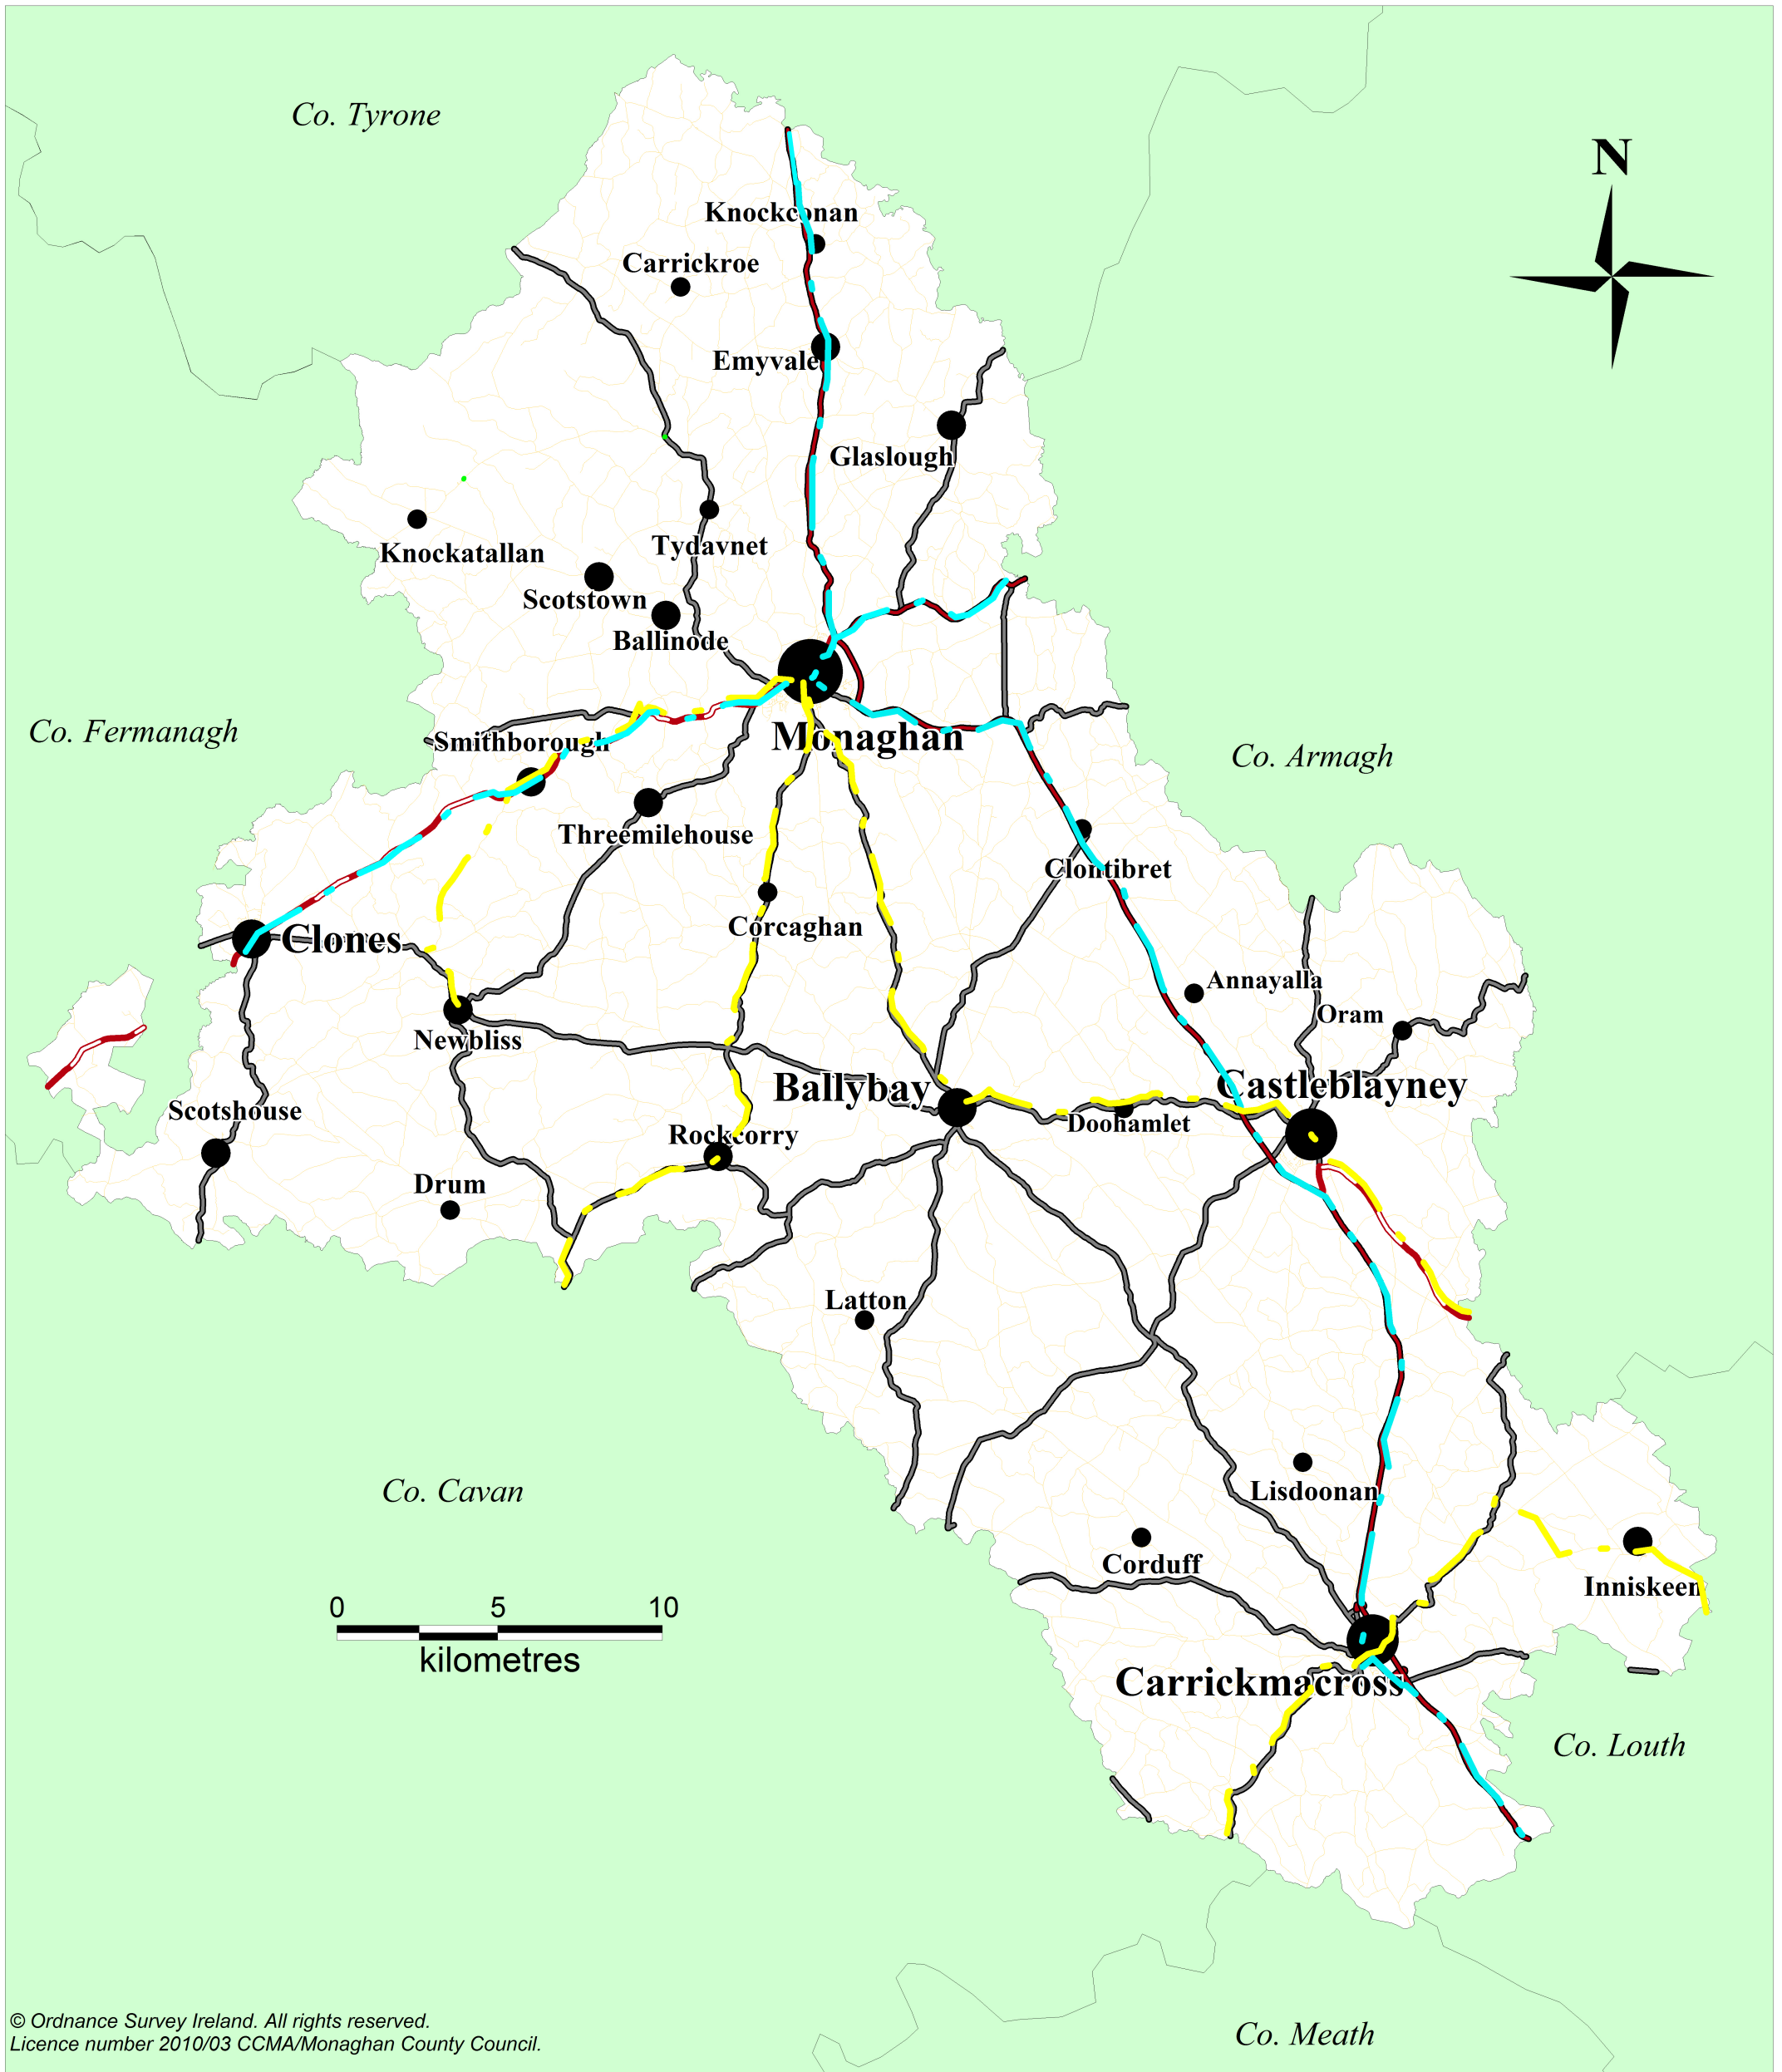 Co. Tyrone
N
Knockconan
Carrickroe
Emyvale
Glaslough
Knockatallan
Tydavnet
Scotstown
Ballinode
Co. Fermanagh
Smithborough
Monaghan
Co. Armagh
Threemilehouse
Clontibret
Corcaghan
Clones
Annayalla
Oram
Newbliss
Ballybay
Castleblayney
Scotshouse
Doohamlet
Rockcorry
Drum
Latton
Co. Cavan
Lisdoonan
Corduff
Inniskeen
0 5 10
kilometres
Carrickmacross
Co. Louth
© Ordnance Survey Ireland. All rights reserved.
Licence number 2010/03 CCMA/Monaghan County Council.
Co. Meath